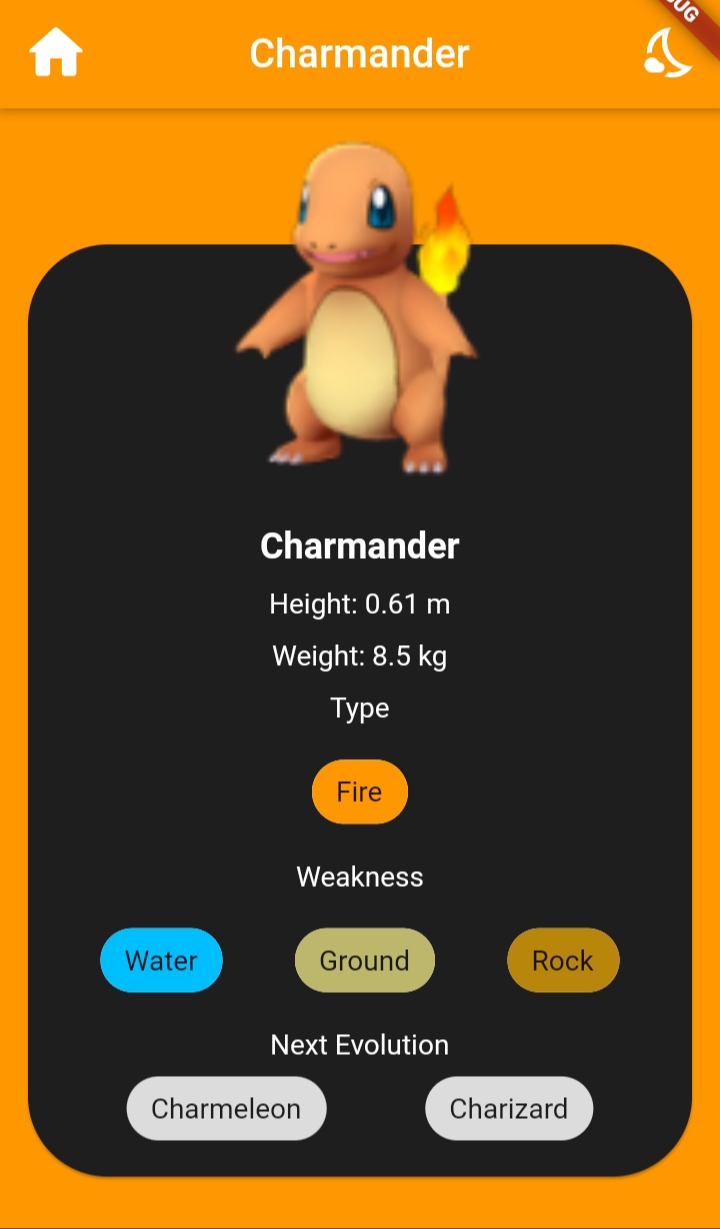 Charmander
Charmander
Height: 0.61 m
Weight: 8.5 kg
Type
Fire
Weakness
Water Ground Rock
Next Evolution
Charmeleon Charizard